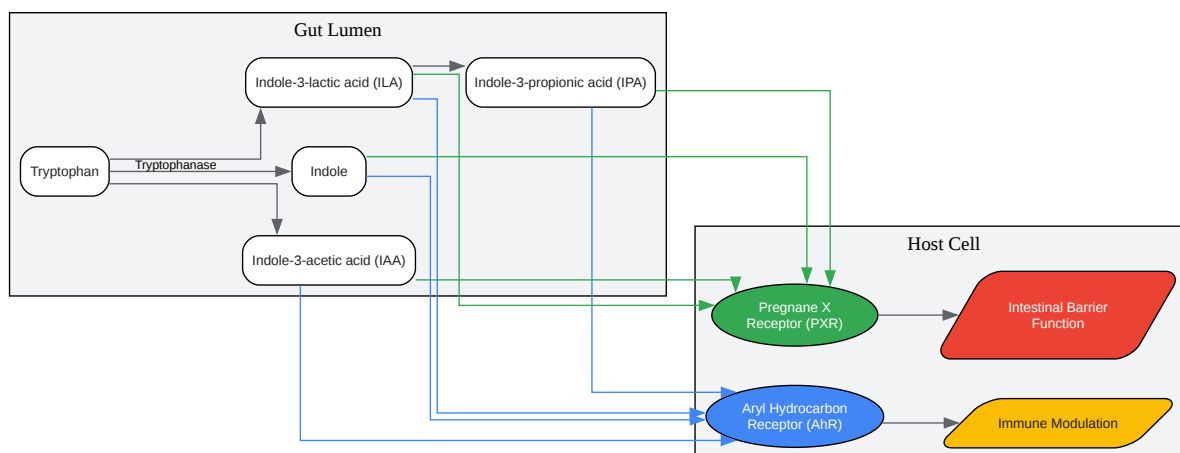 Gut Lumen
Indole-3-lactic acid (ILA)
Indole-3-propionic acid (IPA)
Tryptophan
Tryptophanase
Indole
Indole-3-acetic acid (IAA)
Host Cell
Pregnane X
Receptor (PXR)
Intestinal Barrier
Function
Aryl Hydrocarbon
Receptor (AhR)
Immune Modulation